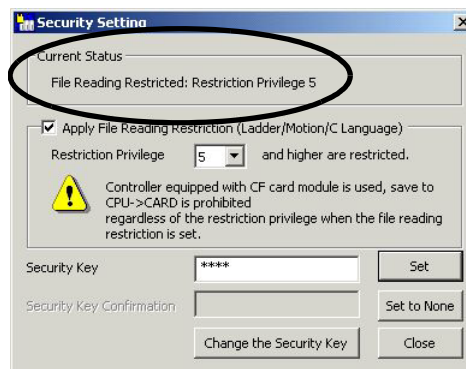 Security Setting
Current Status
File Reading Restricted: Restriction Privilege 5
Apply File Reading Restriction (Ladder/Motion/C Language)
Restriction Privilege 5 and higher are restricted.
Controller equipped with CF card module is used, save to
CPU->CARD is prohibited
regardless of the restriction privilege when the file reading
restriction is set.
Security Key **** Set
Security Key Confirmation Set to None
Change the Security Key Close